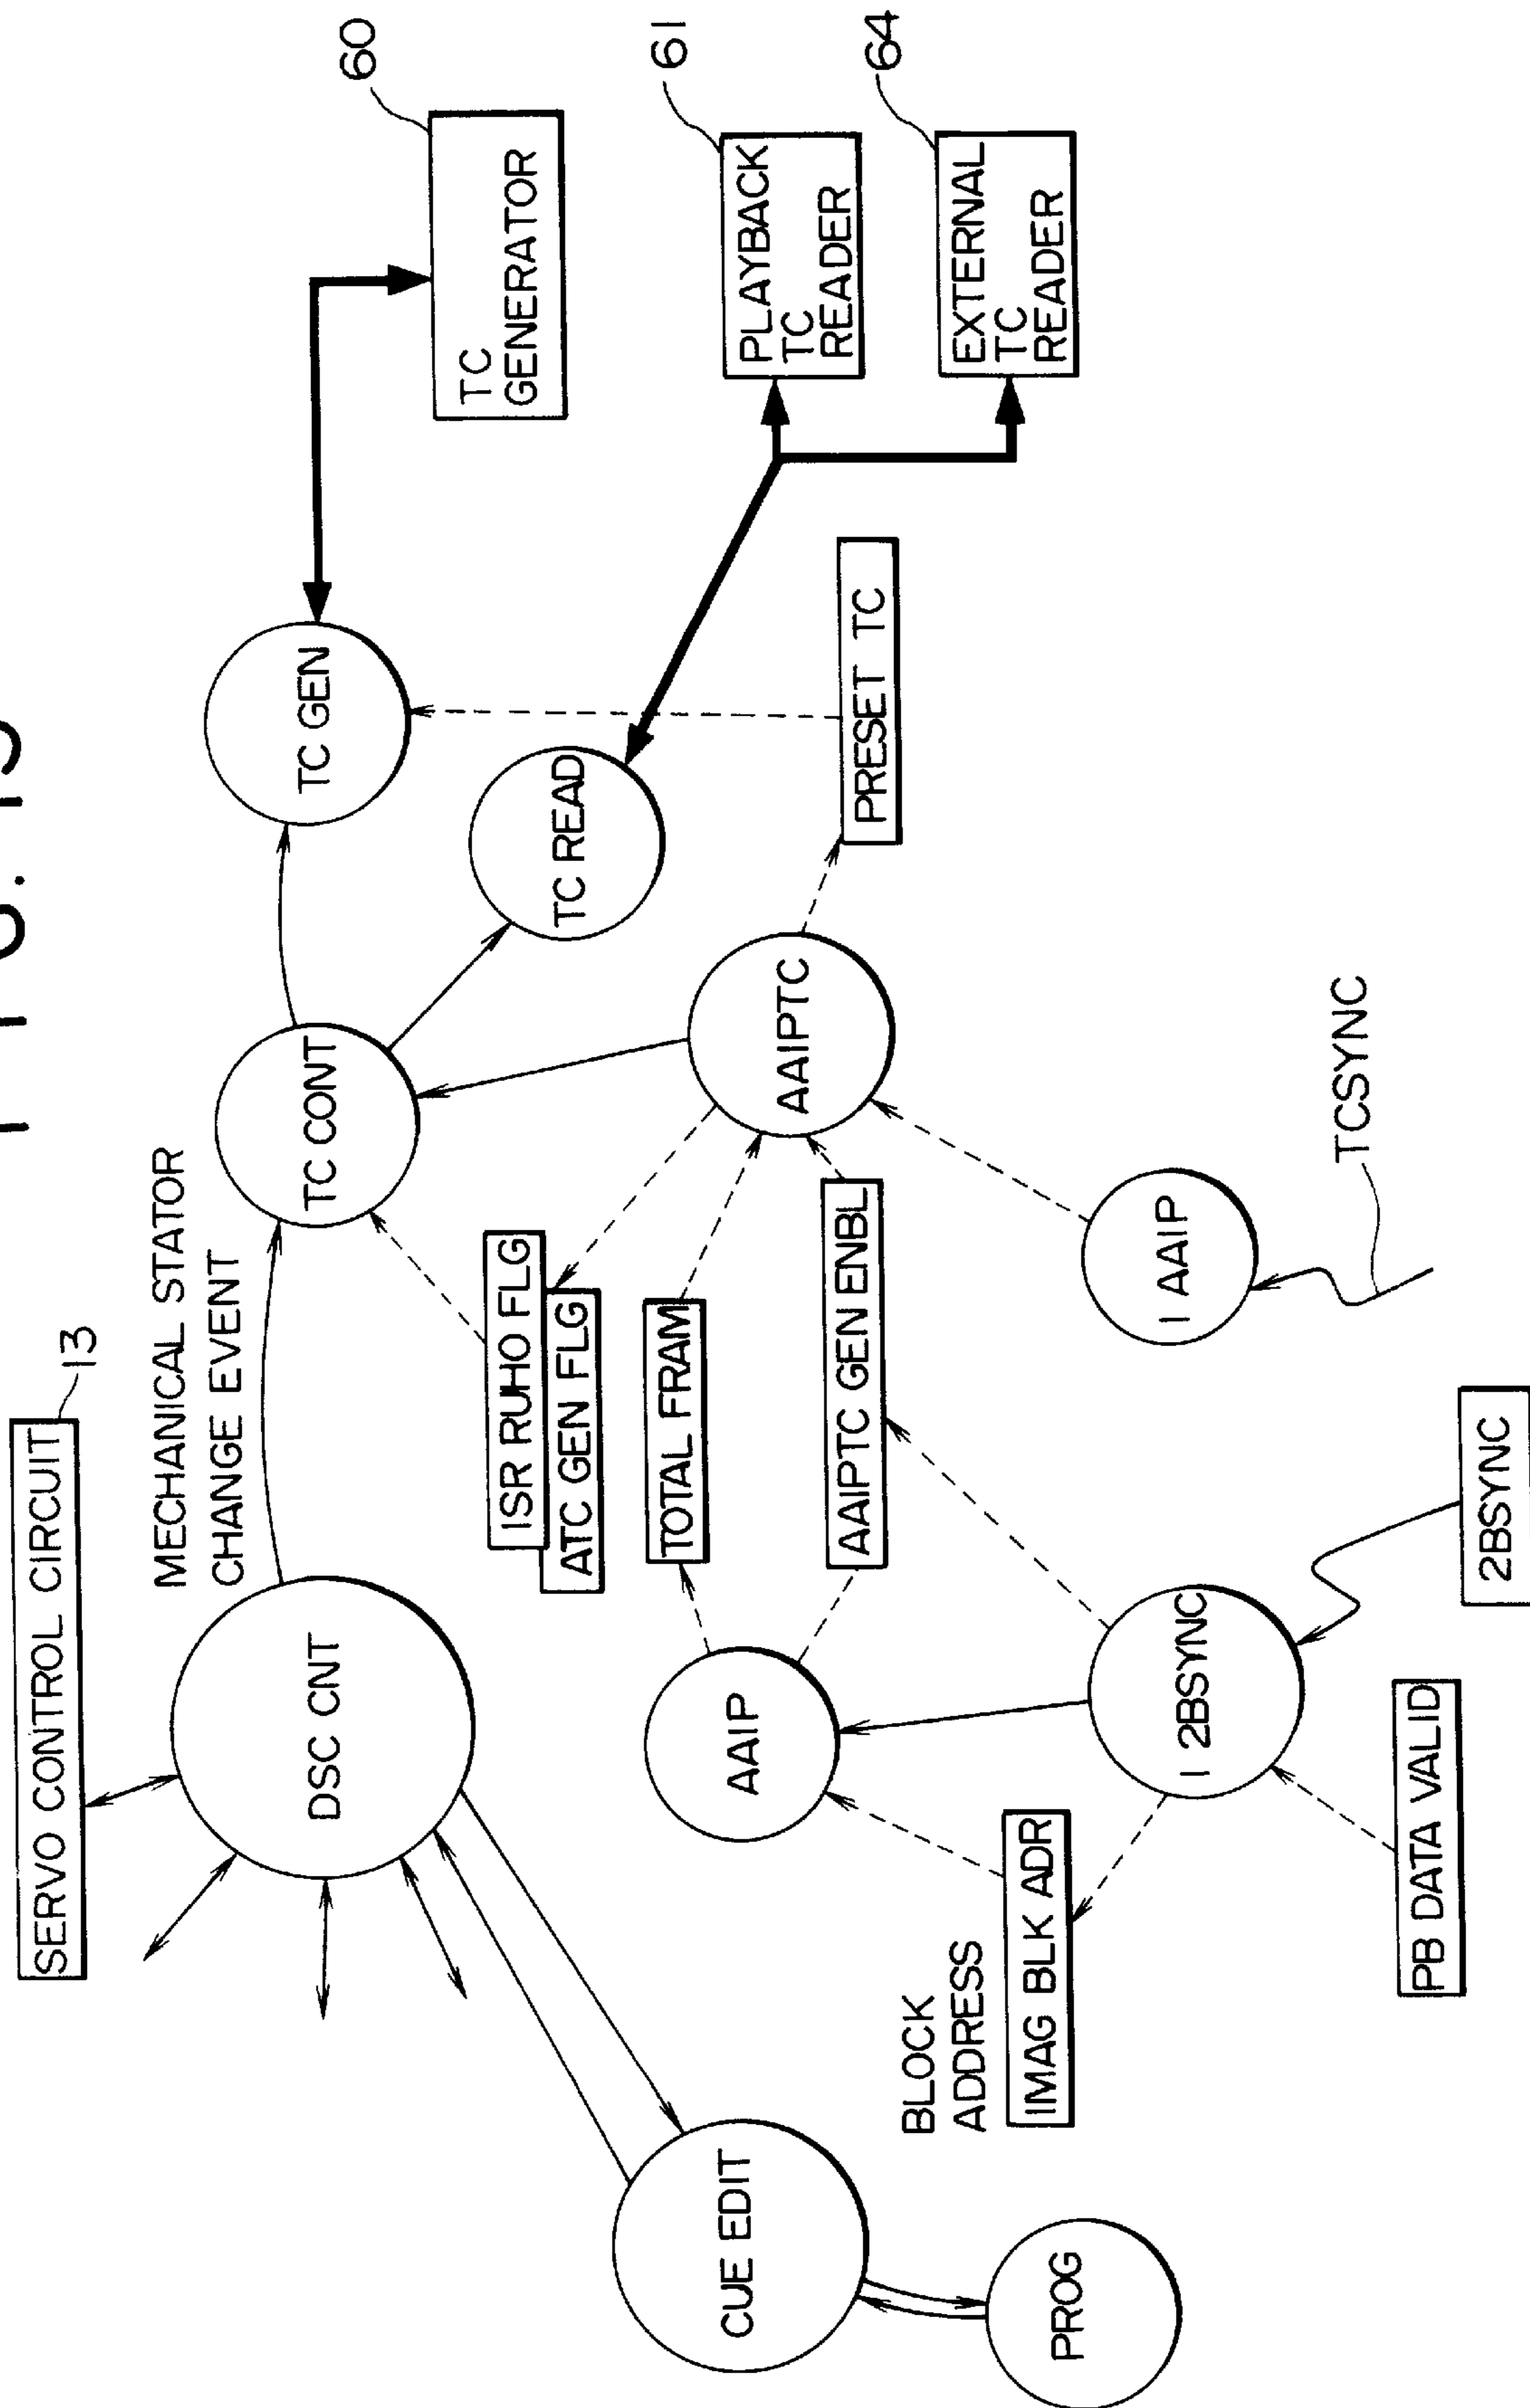 SERVO CONTROL CIRCUIT
13
MECHANICAL STATOR
CHANGE EVENT
DSC CNT
TC CONT
TC GEN
60
TC
GENERATOR
ISR RUHO FLG
ATC GEN FLG
TC READ
61
PLAYBACK
TC
READER
64
EXTERNAL
TC
READER
CUE EDIT
AAIP
TOTAL FRAM
AAIPTC GEN ENBL
AAIPTC
PRESET TC
BLOCK
ADDRESS
IMAG BLK ADR
PROG
I 2BSYNC
I AAIP
TCSYNC
PB DATA VALID
2BSYNC